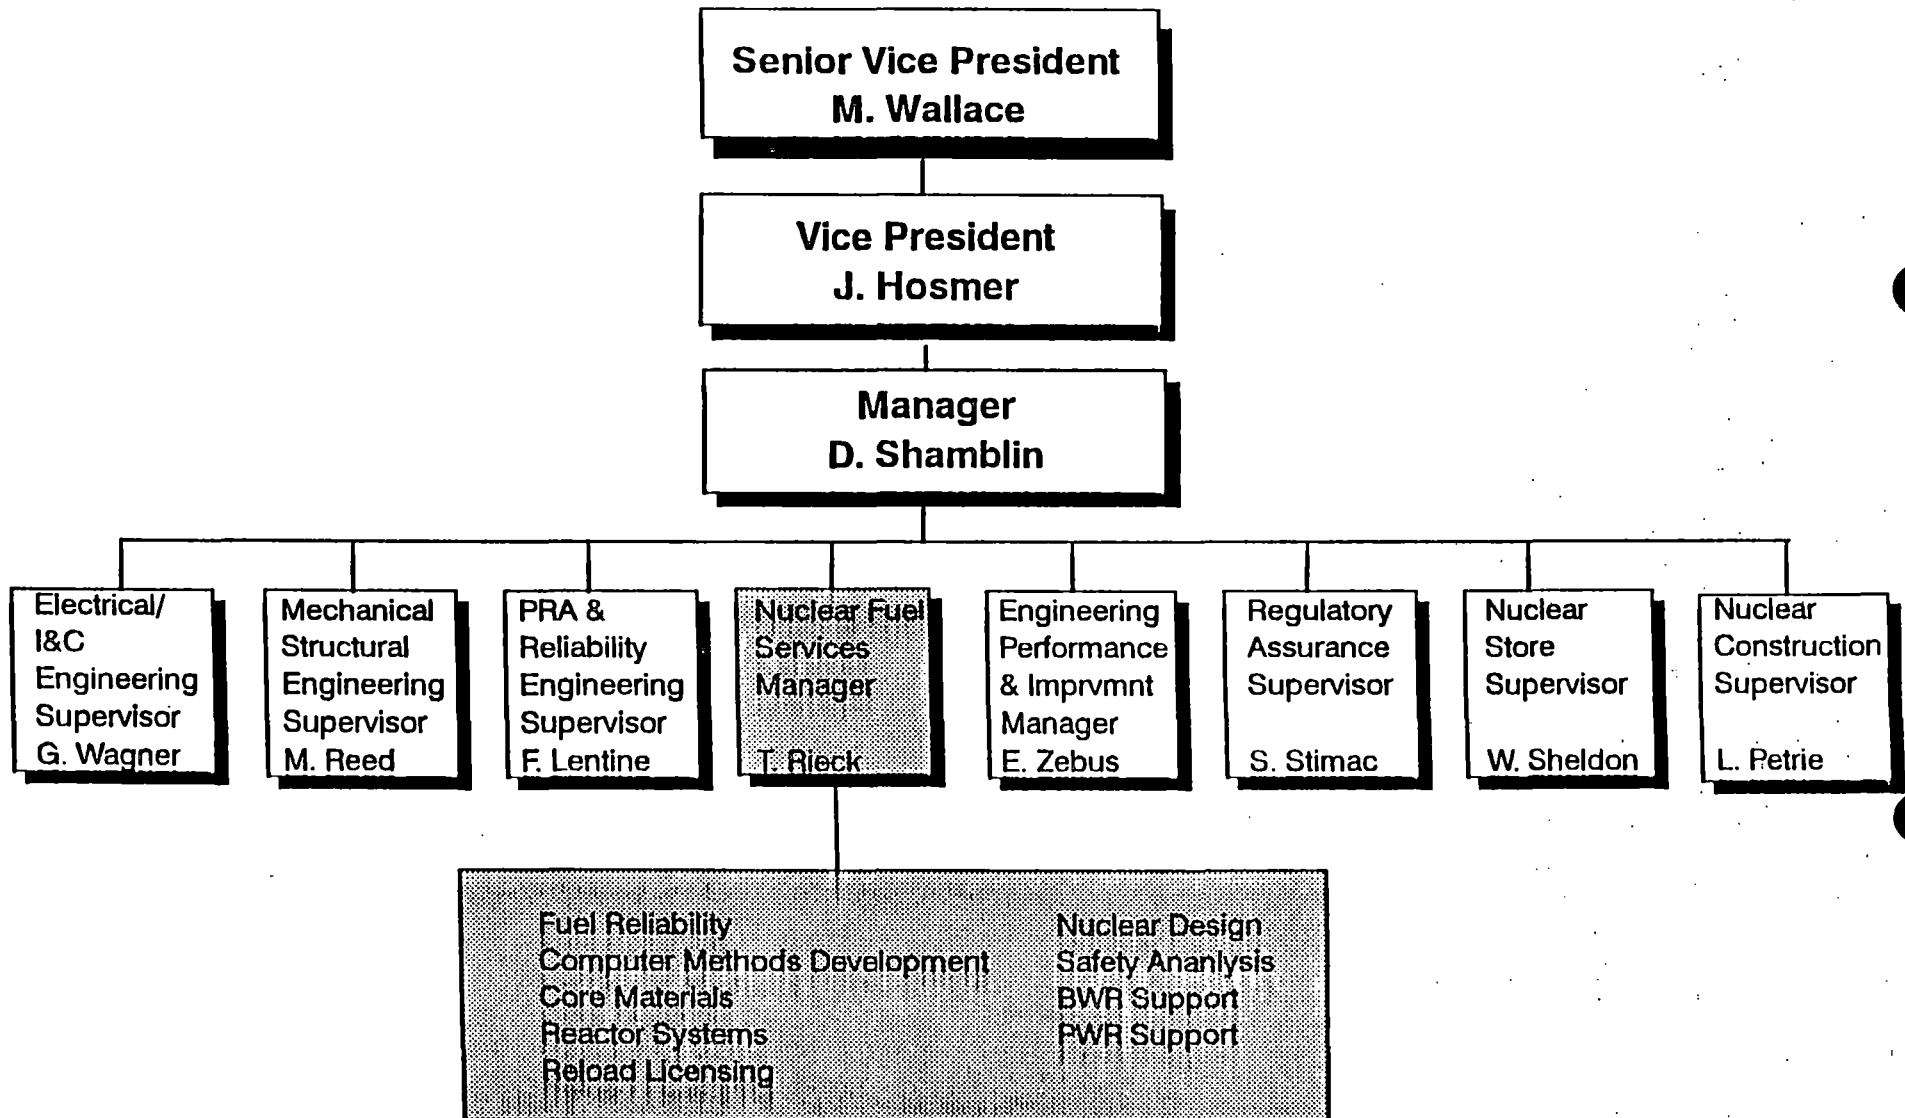 Senior Vice President
M. Wallace
Vice President
J. Hosmer
Manager
D. Shamblin
Electrical/
I&C
Engineering
Supervisor
G. Wagner
Mechanical
Structural
Engineering
Supervisor
M. Reed
PRA &
Reliability
Engineering
Supervisor
F. Lentine
Nuclear Fuel
Services
Manager
T. Rieck
Engineering
Performance
& Imprvmnt
Manager
E. Zebus
Regulatory
Assurance
Supervisor
S. Stimac
Nuclear
Store
Supervisor
W. Sheldon
Nuclear
Construction
Supervisor
L. Petrie
Fuel Reliability
Computer Methods Development
Core Materials
Reactor Systems
Reload Licensing
Nuclear Design
Safety Ananlysis
BWR Support
PWR Support